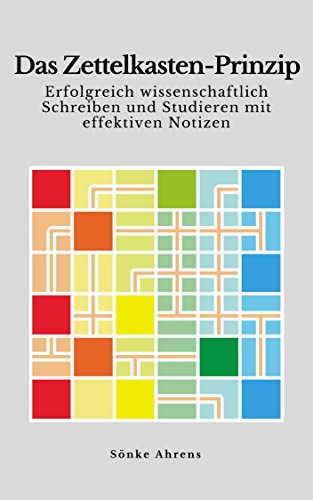 Das Zettelkasten-Prinzip
Erfolgreich wissenschaftlich
Schreiben und Studieren mit
effektiven Notizen
Sönke Ahrens